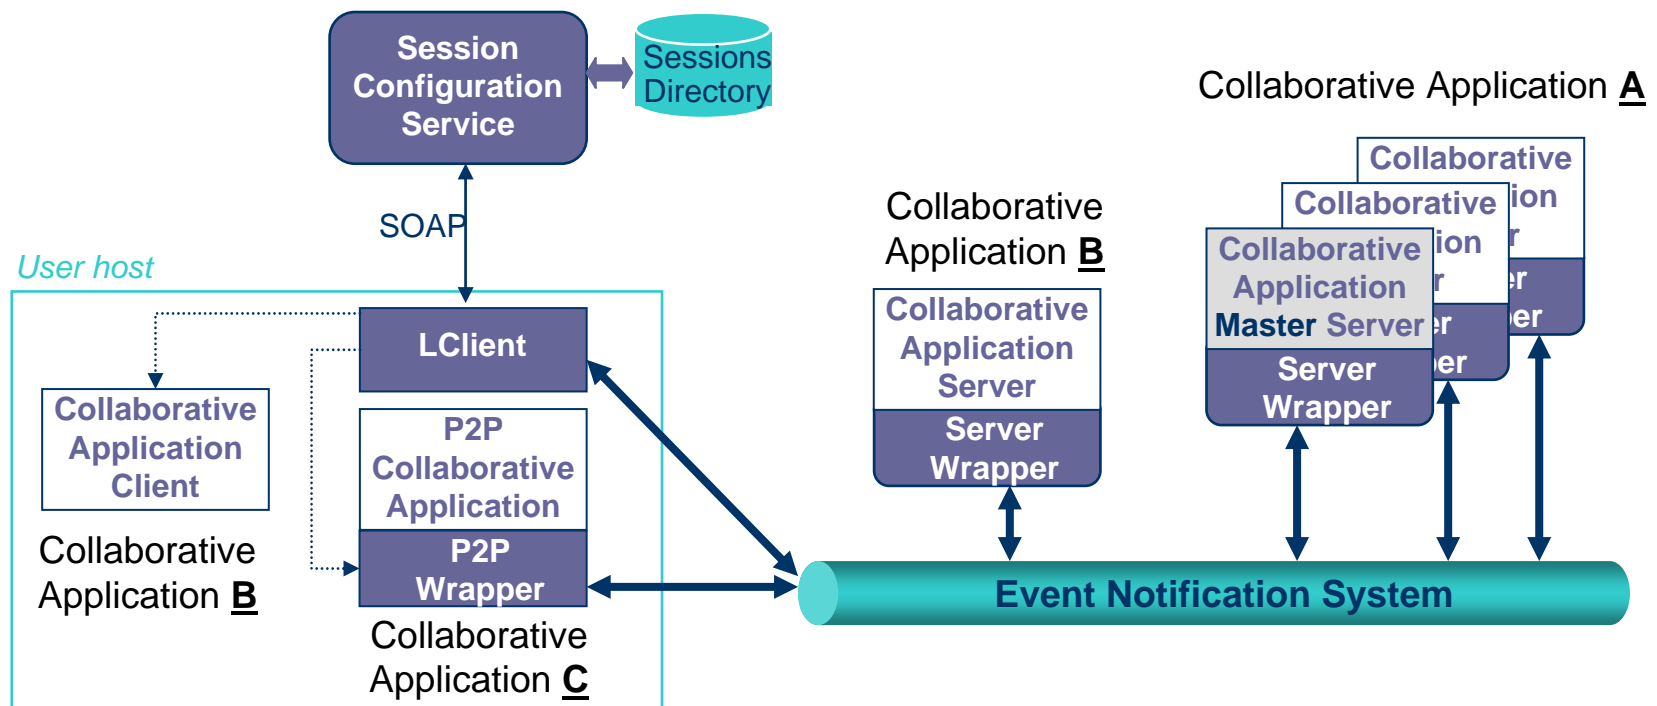 Session
Configuration
Service
Sessions
Directory
SOAP
User host
LClient
Collaborative
Application
Client
Collaborative
Application B
P2P
Collaborative
Application
P2P
Wrapper
Collaborative
Application C
Collaborative
Application B
Collaborative
Application
Server
Server
Wrapper
Collaborative Application A
Collaborative
Collaborative
Collaborative
Application
Master Server
Server
Wrapper
Event Notification System